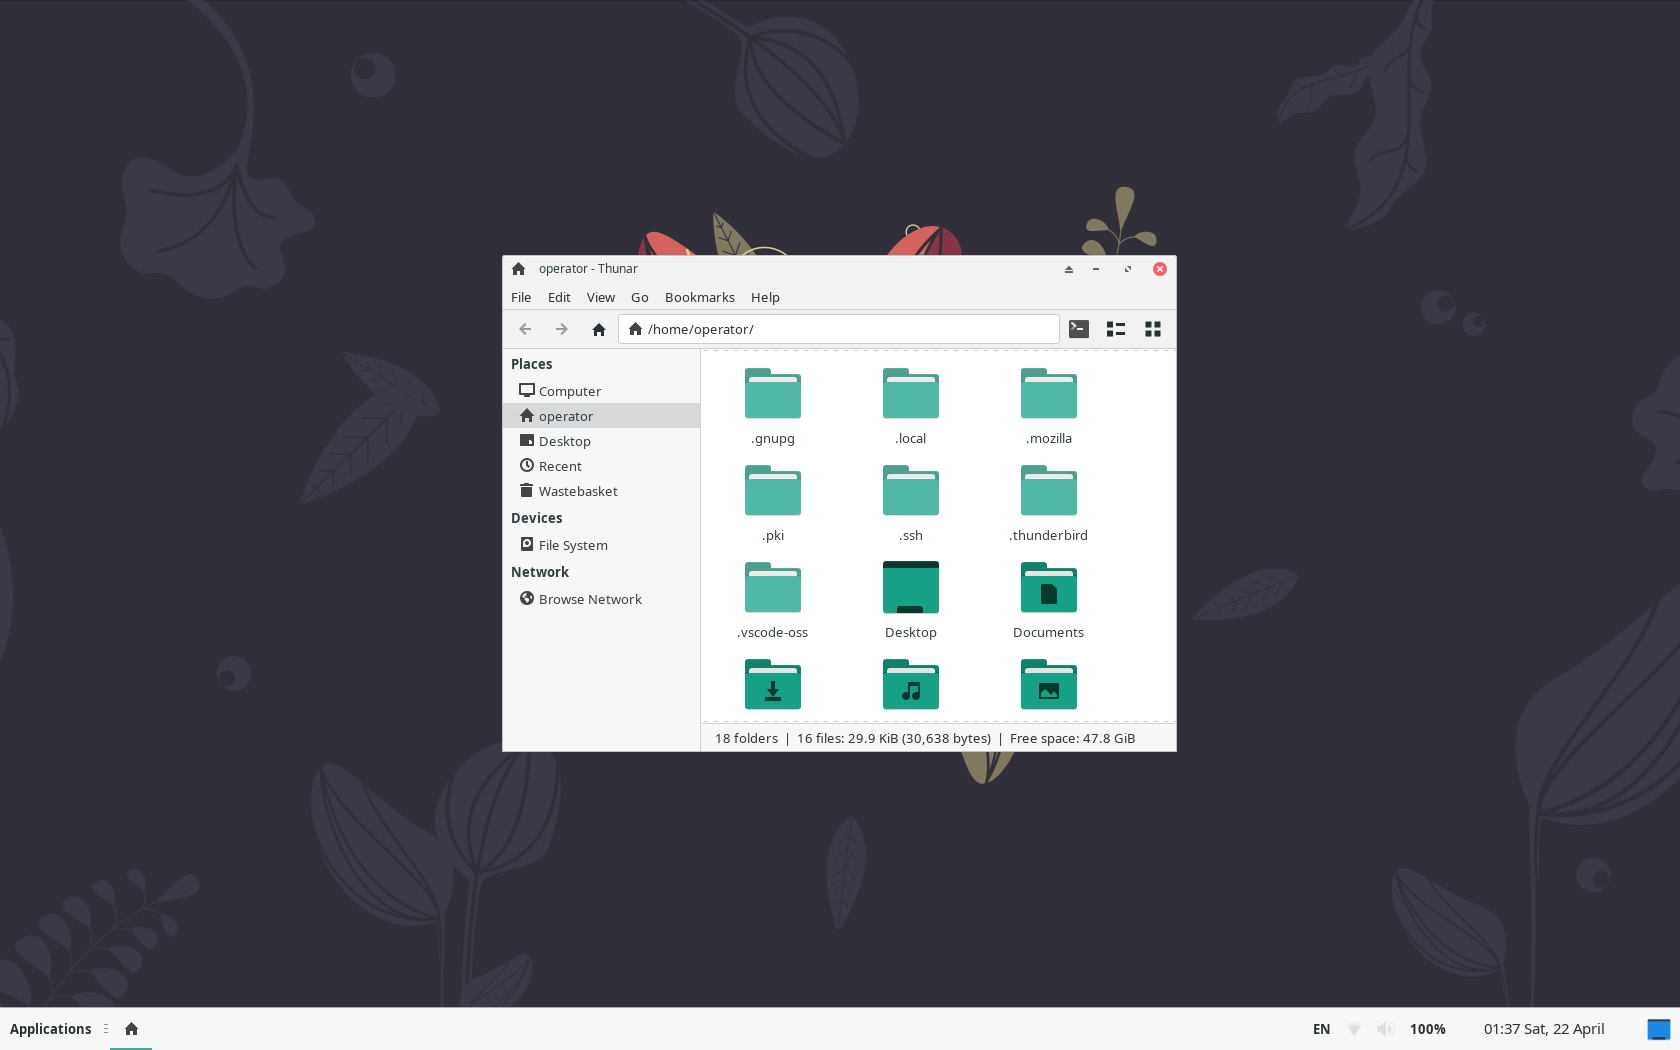 operator - Thunar
File Edit View Go Bookmarks Help
/home/operator/
Places
Computer
operator
Desktop
Recent
Wastebasket
Devices
File System
Network
Browse Network
.gnupg .local .mozilla
.pki .ssh .thunderbird
.vscode-oss Desktop Documents
18 folders | 16 files: 29.9 KiB (30,638 bytes) | Free space: 47.8 GiB
Applications EN 100% 01:37 Sat, 22 April